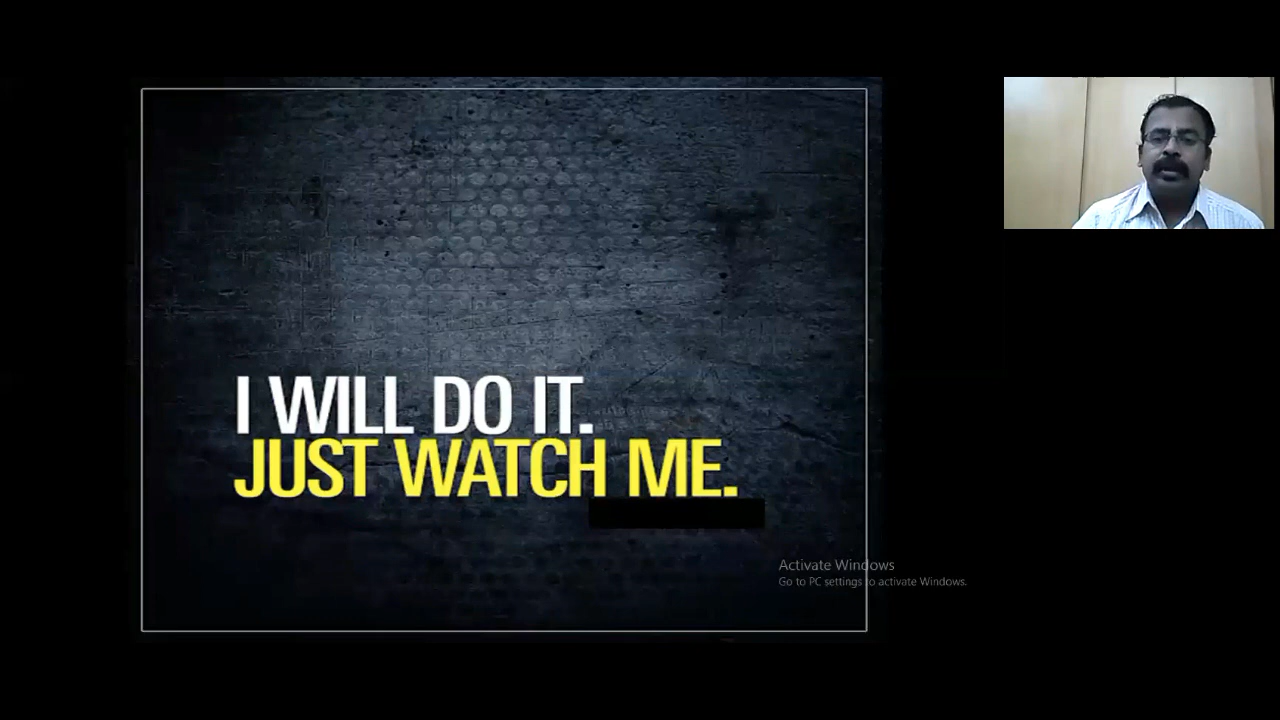 I WILL DO IT.
JUST WATCH ME.
Activate Windows
Go to PC settings to activate Windows.